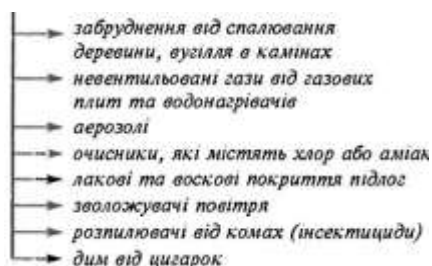 забруднення від спалювання
деревини, вугілля в камінах
невентильовані гази від газових
плит та водонагрівачів
аерозолі
очисники, які містять хлор або аміак
лакові та воскові покриття підлог
зволожувачі повітря
розпилювачі від комах (інсектициди)
дим від цигарок